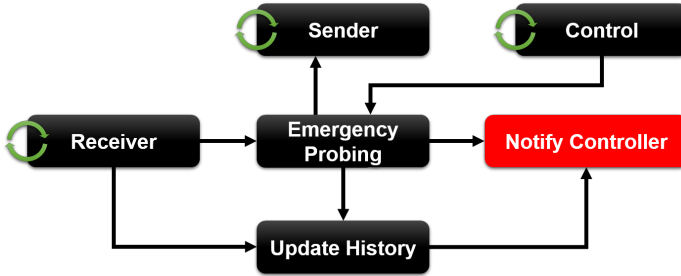 Sender
Control
Receiver
Emergency
Probing
Notify Controller
Update History